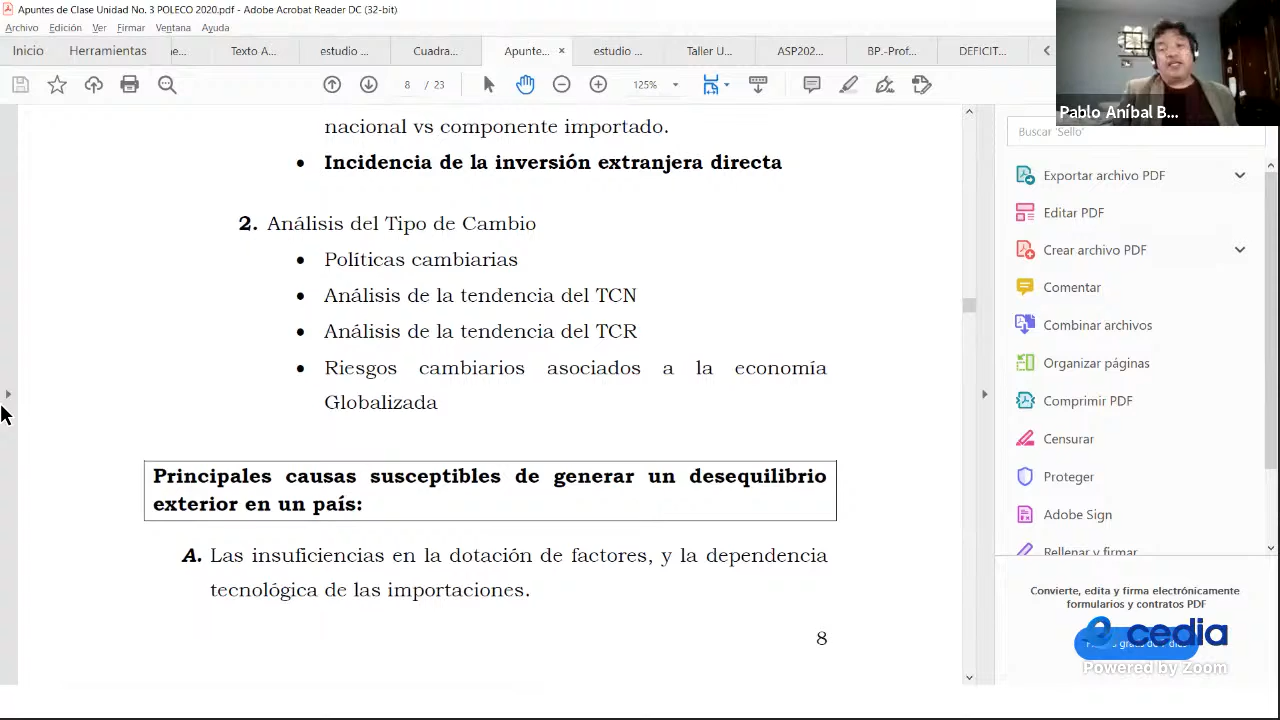 Apuntes de Clase Unidad No. 3 POLECO 2020.pdf - Adobe Acrobat Reader DC (32-bit)
Archivo Edición Ver Firmar Ventana Ayuda
Inicio Herramientas ne... Texto A... estudio ... Cuadra... Apunte... × estudio ... Taller U... ASP202... BP.-Prof... DEFICIT...
8 / 23 125%
Pablo Aníbal B...
Buscar 'Sello'
nacional vs componente importado.
• Incidencia de la inversión extranjera directa
2. Análisis del Tipo de Cambio
• Políticas cambiarias
• Análisis de la tendencia del TCN
• Análisis de la tendencia del TCR
• Riesgos cambiarios asociados a la economía
Globalizada
Principales causas susceptibles de generar un desequilibrio
exterior en un país:
A. Las insuficiencias en la dotación de factores, y la dependencia
tecnológica de las importaciones.
8
Exportar archivo PDF
Editar PDF
Crear archivo PDF
Comentar
Combinar archivos
Organizar páginas
Comprimir PDF
Censurar
Proteger
Adobe Sign
Rellenar y firmar
Convierte, edita y firma electrónicamente
formularios y contratos PDF
cedia
Powered by Zoom